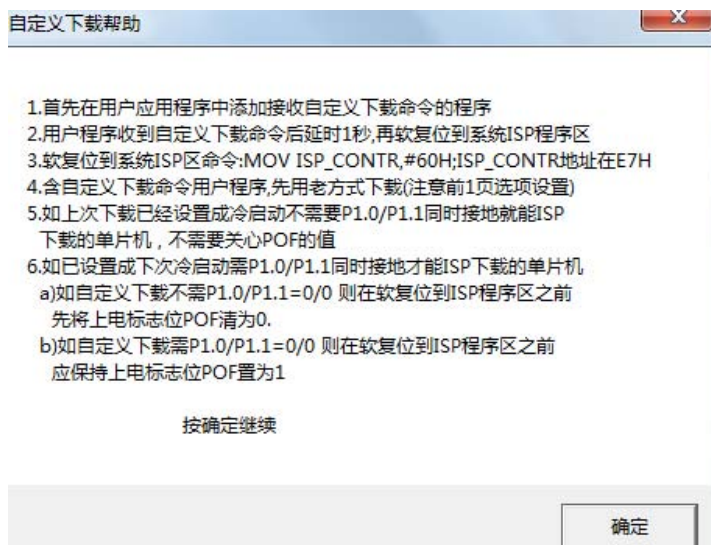 自定义下载帮助
1.首先在用户应用程序中添加接收自定义下载命令的程序
2.用户程序收到自定义下载命令后延时1秒,再软复位到系统ISP程序区
3.软复位到系统ISP区命令:MOV ISP_CONTR,#60H;ISP_CONTR地址在E7H
4.含自定义下载命令用户程序,先用老方式下载(注意前1页选项设置)
5.如上次下载已经设置成冷启动不需要P1.0/P1.1同时接地就能ISP
下载的单片机，不需要关心POF的值
6.如已设置成下次冷启动需P1.0/P1.1同时接地才能ISP下载的单片机
a)如自定义下载不需P1.0/P1.1=0/0 则在软复位到ISP程序区之前
先将上电标志位POF清为0.
b)如自定义下载需P1.0/P1.1=0/0 则在软复位到ISP程序区之前
应保持上电标志位POF置为1
按确定继续
确定